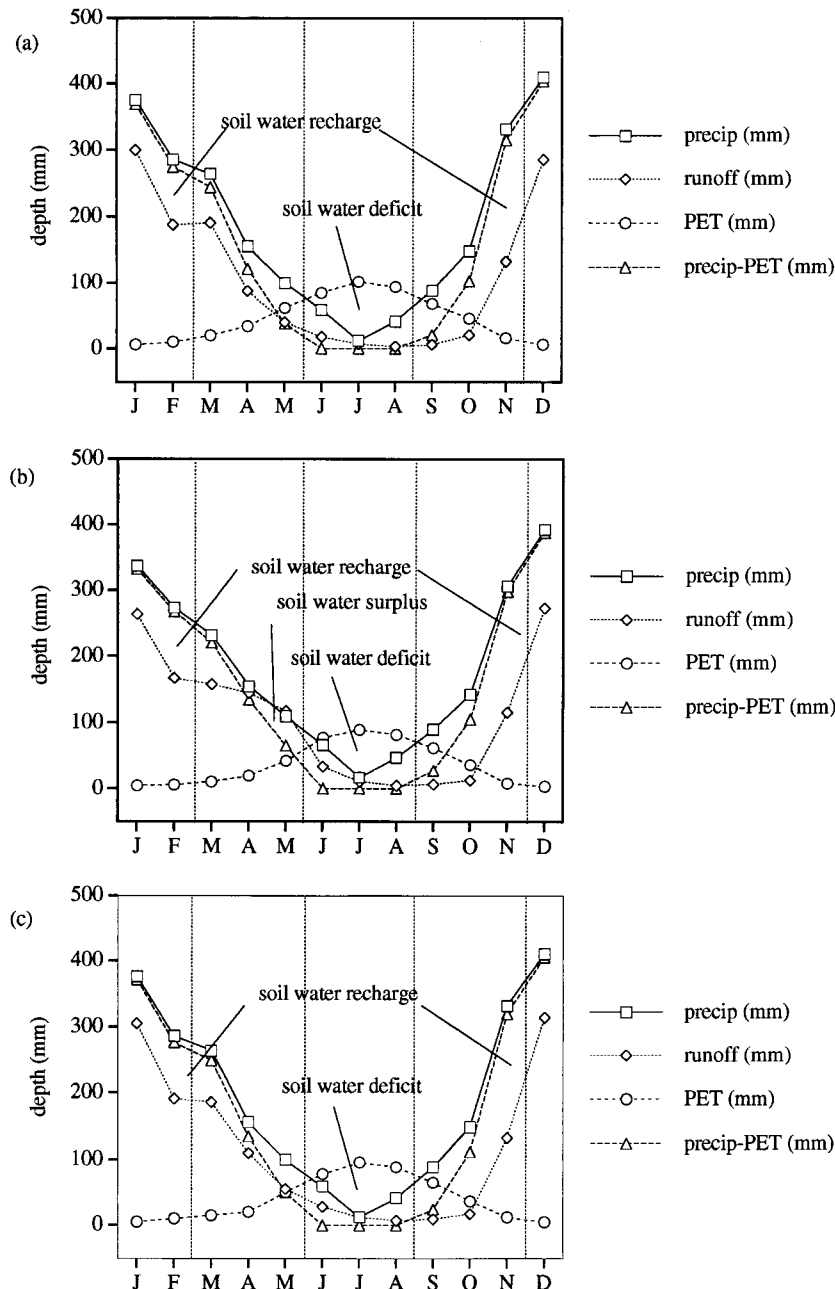 (a)
500
400
300
200
100
0
depth (mm)
soil water recharge
soil water deficit
J F M A M J J A S O N D
precip (mm)
runoff (mm)
PET (mm)
precip-PET (mm)
(b)
500
400
300
200
100
0
depth (mm)
soil water recharge
soil water surplus
soil water deficit
J F M A M J J A S O N D
precip (mm)
runoff (mm)
PET (mm)
precip-PET (mm)
(c)
500
400
300
200
100
0
depth (mm)
soil water recharge
soil water deficit
J F M A M J J A S O N D
precip (mm)
runoff (mm)
PET (mm)
precip-PET (mm)